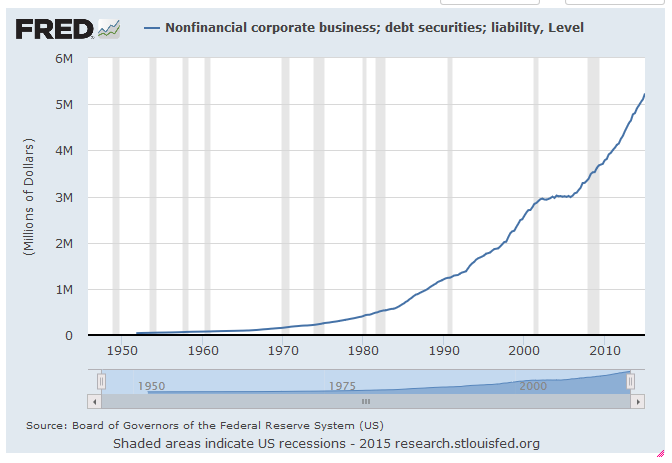 FRED
Nonfinancial corporate business; debt securities; liability, Level
6M
5M
4M
3M
2M
1M
0
(Millions of Dollars)
1950 1960 1970 1980 1990 2000 2010
1950 1975 2000
Source: Board of Governors of the Federal Reserve System (US)
Shaded areas indicate US recessions - 2015 research.stlouisfed.org